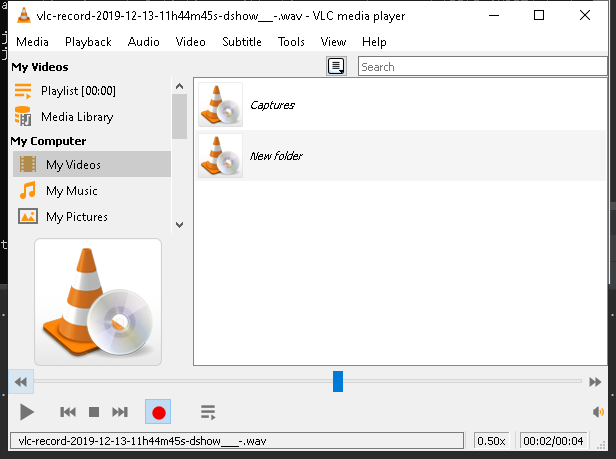 vlc-record-2019-12-13-11h44m45s-dshow___-.wav - VLC media player
Media Playback Audio Video Subtitle Tools View Help
My Videos
Search
Playlist [00:00]
Media Library
My Computer
My Videos
My Music
My Pictures
Captures
New folder
vlc-record-2019-12-13-11h44m45s-dshow___-.wav
0.50x
00:02/00:04